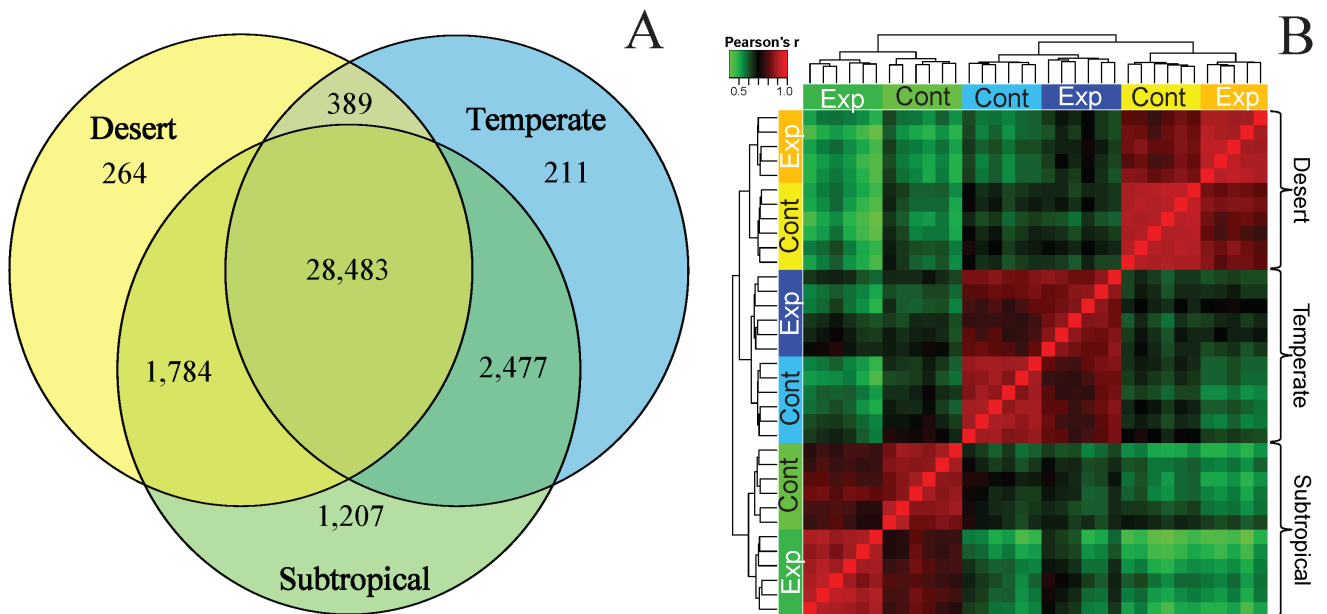 A
Desert
264
389
Temperate
211
28,483
1,784
2,477
1,207
Subtropical
B
Pearson's r
0.5 1.0
Exp Cont Cont Exp Cont Exp
Exp
Cont
Exp
Cont
Cont
Exp
Desert
Temperate
Subtropical